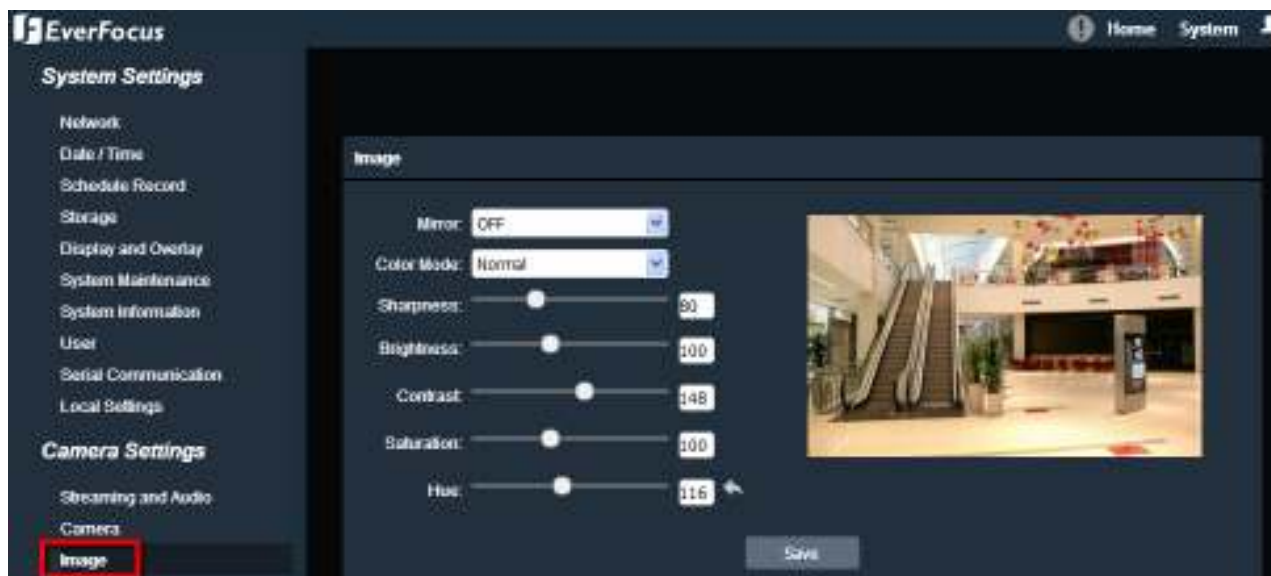 EverFocus
Home System
System Settings
Network
Date / Time
Schedule Record
Storage
Display and Overlay
System Maintenance
System Information
User
Serial Communication
Local Settings
Camera Settings
Streaming and Audio
Camera
Image
Image
Mirror: OFF
Color Mode: Normal
Sharpness: 80
Brightness: 100
Contrast: 148
Saturation: 100
Hue: 116
Save